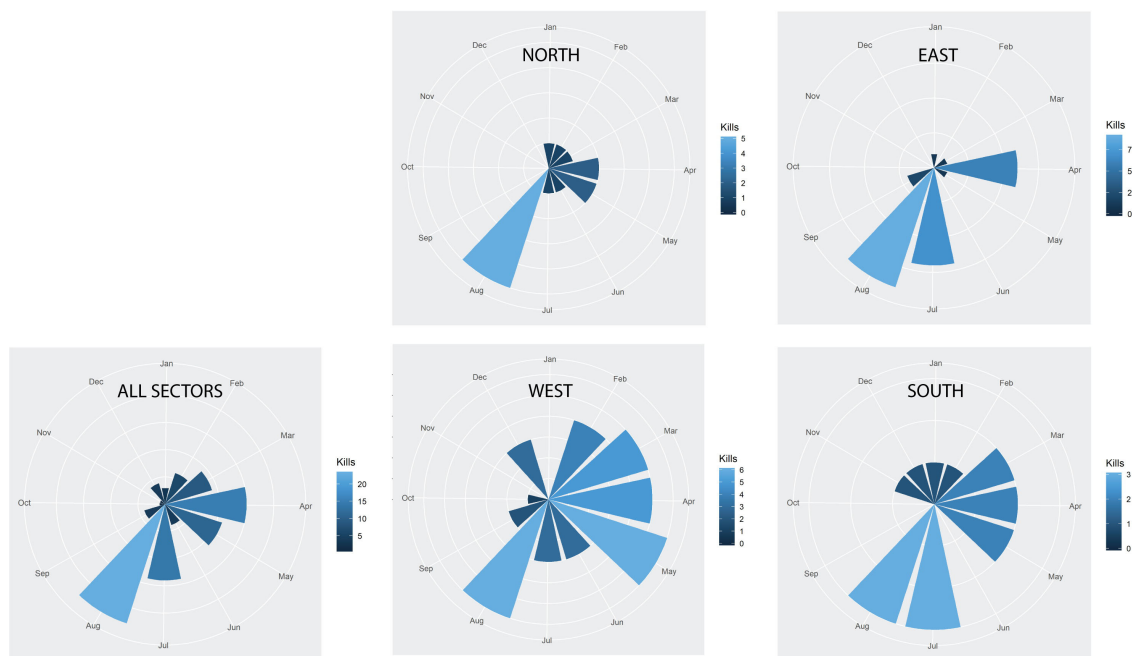 Jan
Feb
Mar
Apr
May
Jun
Jul
Aug
Sep
Oct
Nov
Dec
NORTH
Kills
5
4
3
2
1
0
Jan
Feb
Mar
Apr
May
Jun
Jul
Aug
Sep
Oct
Nov
Dec
EAST
Kills
7
5
2
0
Jan
Feb
Mar
Apr
May
Jun
Jul
Aug
Sep
Oct
Nov
Dec
ALL SECTORS
Kills
20
10
5
Jan
Feb
Mar
Apr
May
Jun
Jul
Aug
Sep
Oct
Nov
Dec
WEST
Kills
6
5
4
3
2
1
0
Jan
Feb
Mar
Apr
May
Jun
Jul
Aug
Sep
Oct
Nov
Dec
SOUTH
Kills
3
2
1
0